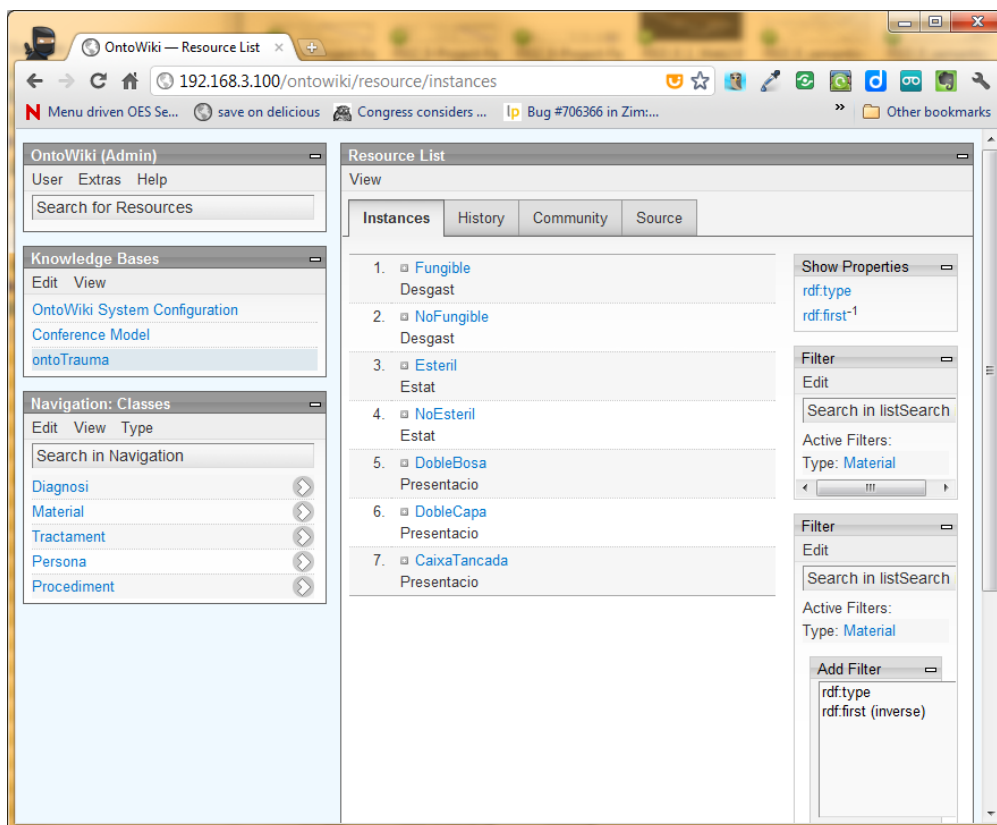 OntoWiki — Resource List
192.168.3.100/ontowiki/resource/instances
Menu driven OES Se... save on delicious Congress considers ... Bug #706366 in Zim:... » Other bookmarks
OntoWiki (Admin)
User Extras Help
Search for Resources
Knowledge Bases
Edit View
OntoWiki System Configuration
Conference Model
ontoTrauma
Navigation: Classes
Edit View Type
Search in Navigation
Diagnosi
Material
Tractament
Persona
Procediment
Resource List
View
Instances History Community Source
1. Fungible
Desgast
2. NoFungible
Desgast
3. Esteril
Estat
4. NoEsteril
Estat
5. DobleBosa
Presentacio
6. DobleCapa
Presentacio
7. CaixaTancada
Presentacio
Show Properties
rdf:type
rdf:first-1
Filter
Edit
Search in listSearch
Active Filters:
Type: Material
Filter
Edit
Search in listSearch
Active Filters:
Type: Material
Add Filter
rdf:type
rdf:first (inverse)